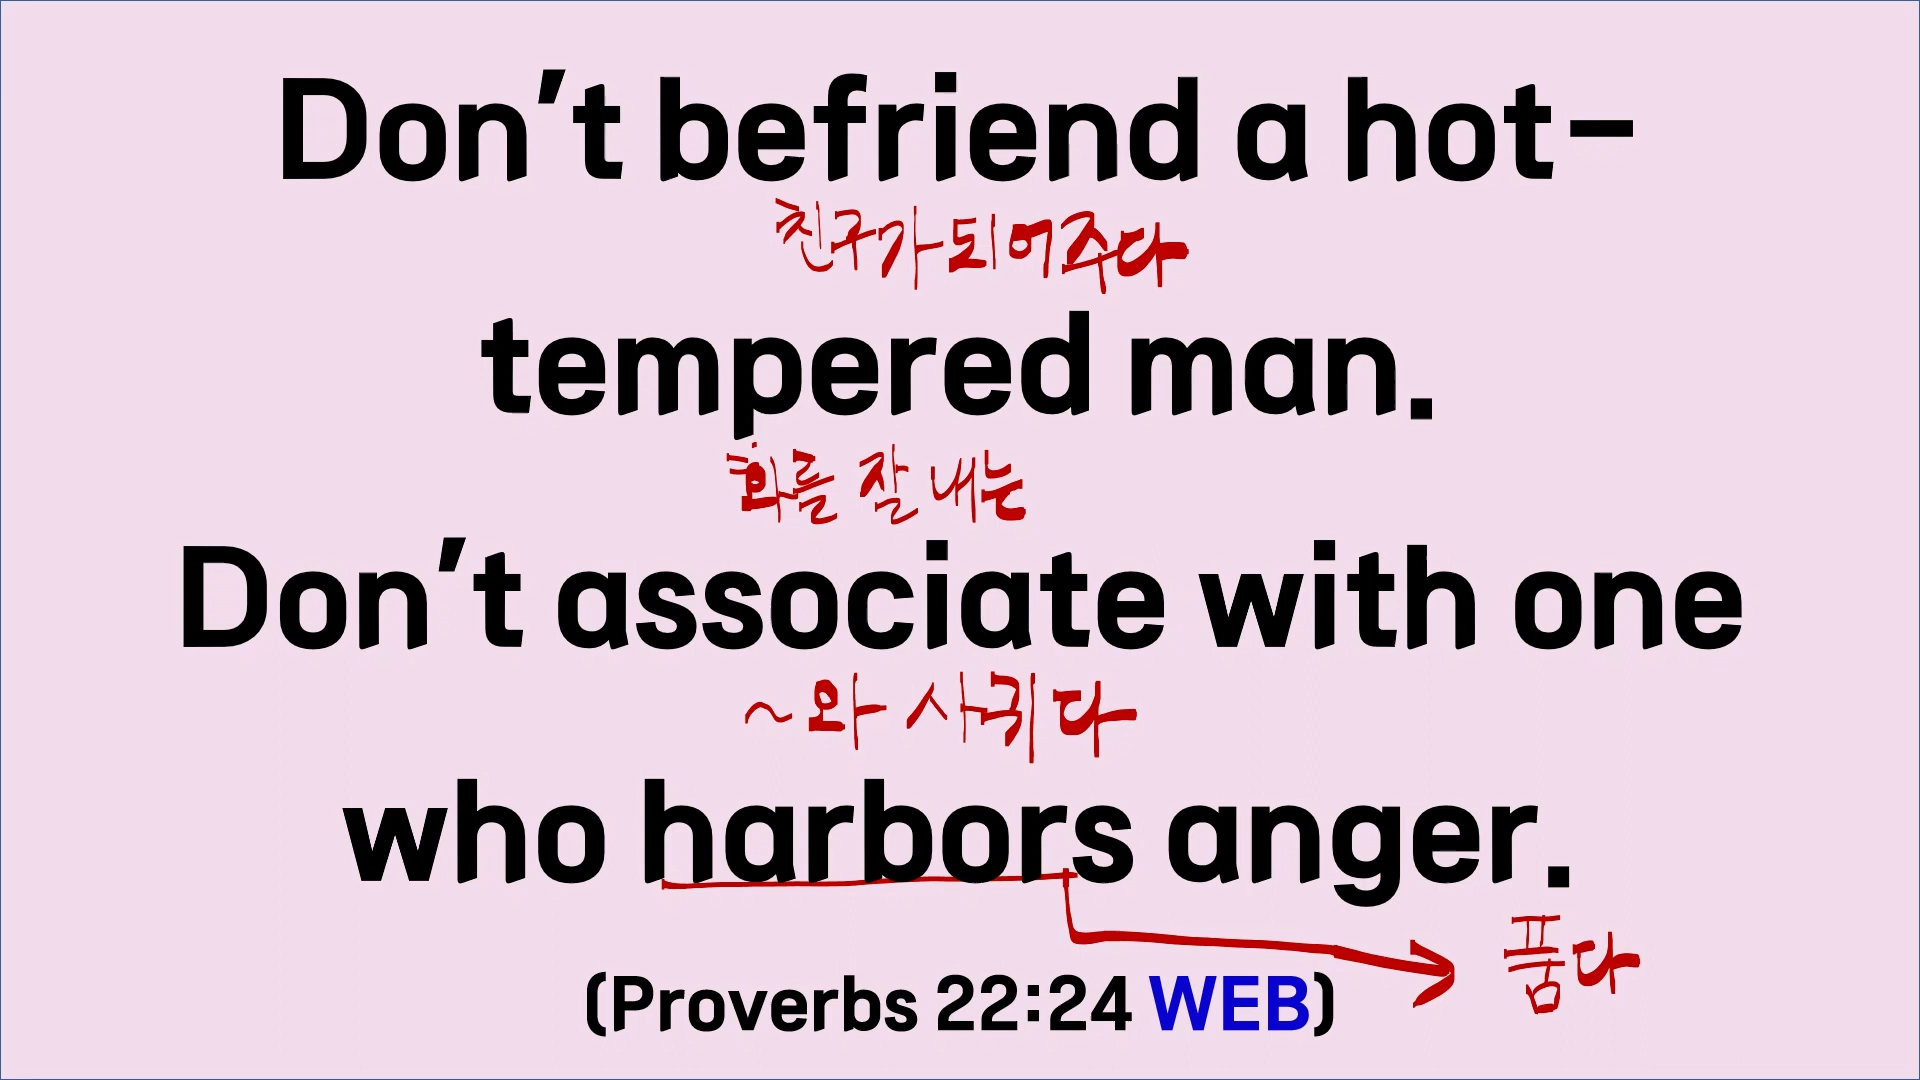 Don't befriend a hot-
친구가 되어주다
tempered man.
화를 잘 내는
Don't associate with one
~와 사귀다
who harbors anger.
품다
(Proverbs 22:24 WEB)